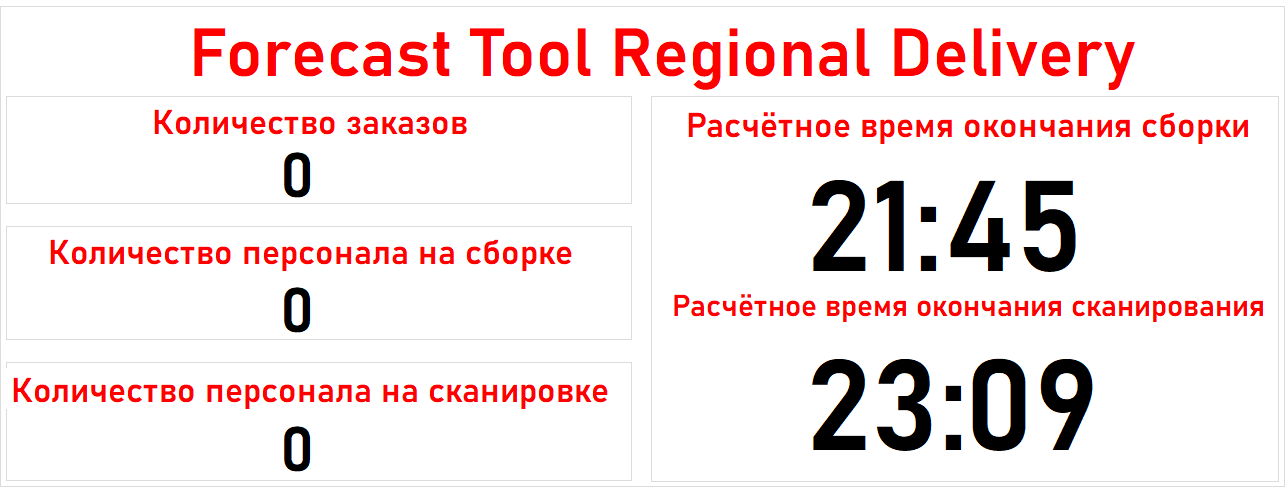 Forecast Tool Regional Delivery
Количество заказов
0
Количество персонала на сборке
0
Количество персонала на сканировке
0
Расчётное время окончания сборки
21:45
Расчётное время окончания сканирования
23:09